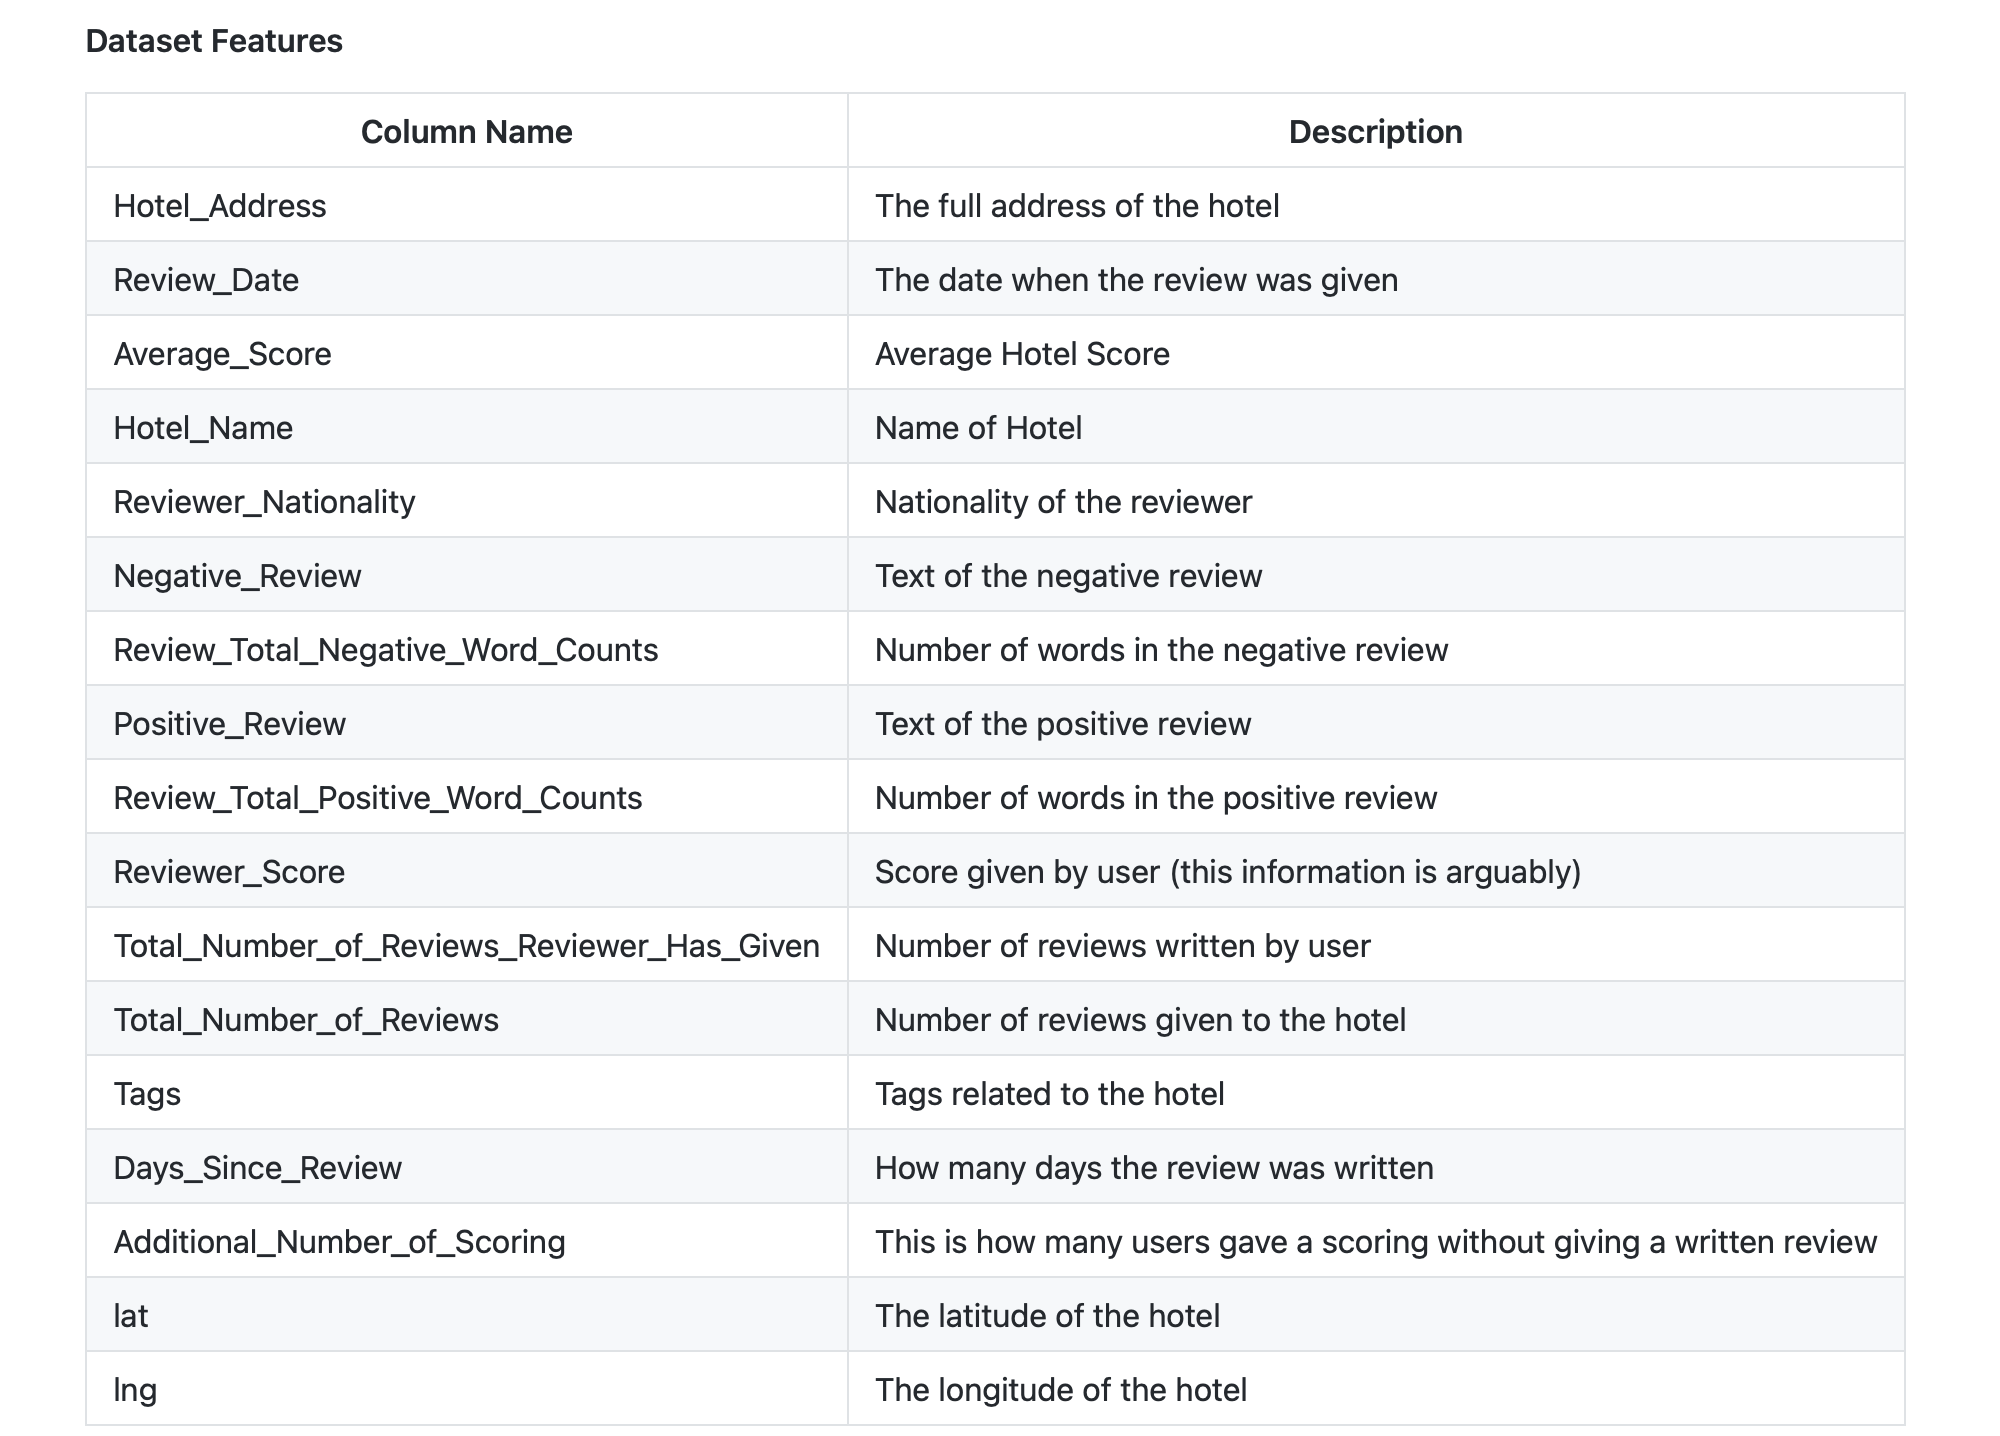 Dataset Features
Column Name Description
Hotel_Address The full address of the hotel
Review_Date The date when the review was given
Average_Score Average Hotel Score
Hotel_Name Name of Hotel
Reviewer_Nationality Nationality of the reviewer
Negative_Review Text of the negative review
Review_Total_Negative_Word_Counts Number of words in the negative review
Positive_Review Text of the positive review
Review_Total_Positive_Word_Counts Number of words in the positive review
Reviewer_Score Score given by user (this information is arguably)
Total_Number_of_Reviews_Reviewer_Has_Given Number of reviews written by user
Total_Number_of_Reviews Number of reviews given to the hotel
Tags Tags related to the hotel
Days_Since_Review How many days the review was written
Additional_Number_of_Scoring This is how many users gave a scoring without giving a written review
lat The latitude of the hotel
lng The longitude of the hotel